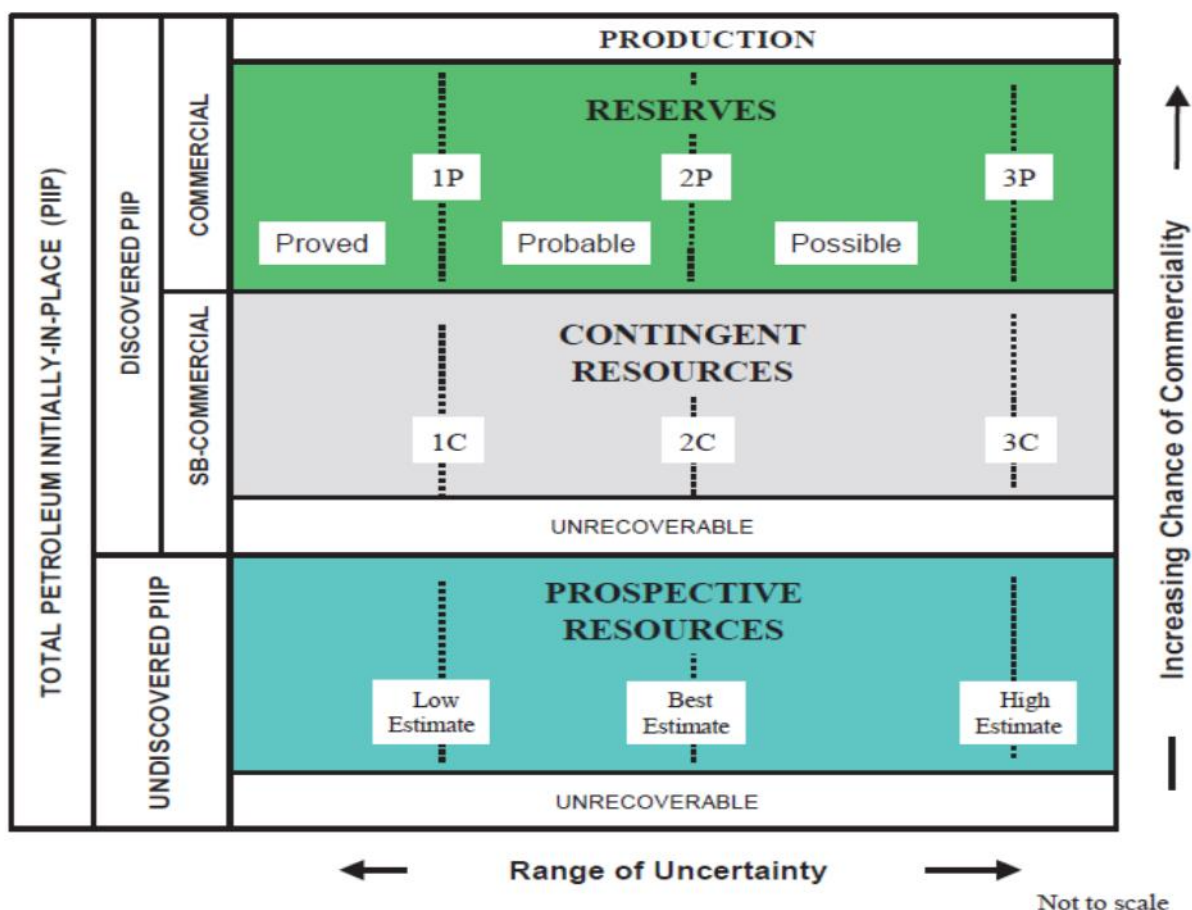 TOTAL PETROLEUM INITIALLY-IN-PLACE (PIIP)
DISCOVERED PIIP
UNDISCOVERED PIIP
COMMERCIAL
SB-COMMERCIAL
PRODUCTION
RESERVES
1P
2P
3P
Proved
Probable
Possible
CONTINGENT
RESOURCES
1C
2C
3C
UNRECOVERABLE
PROSPECTIVE
RESOURCES
Low
Estimate
Best
Estimate
High
Estimate
UNRECOVERABLE
Increasing Chance of Commerciality
Range of Uncertainty
Not to scale